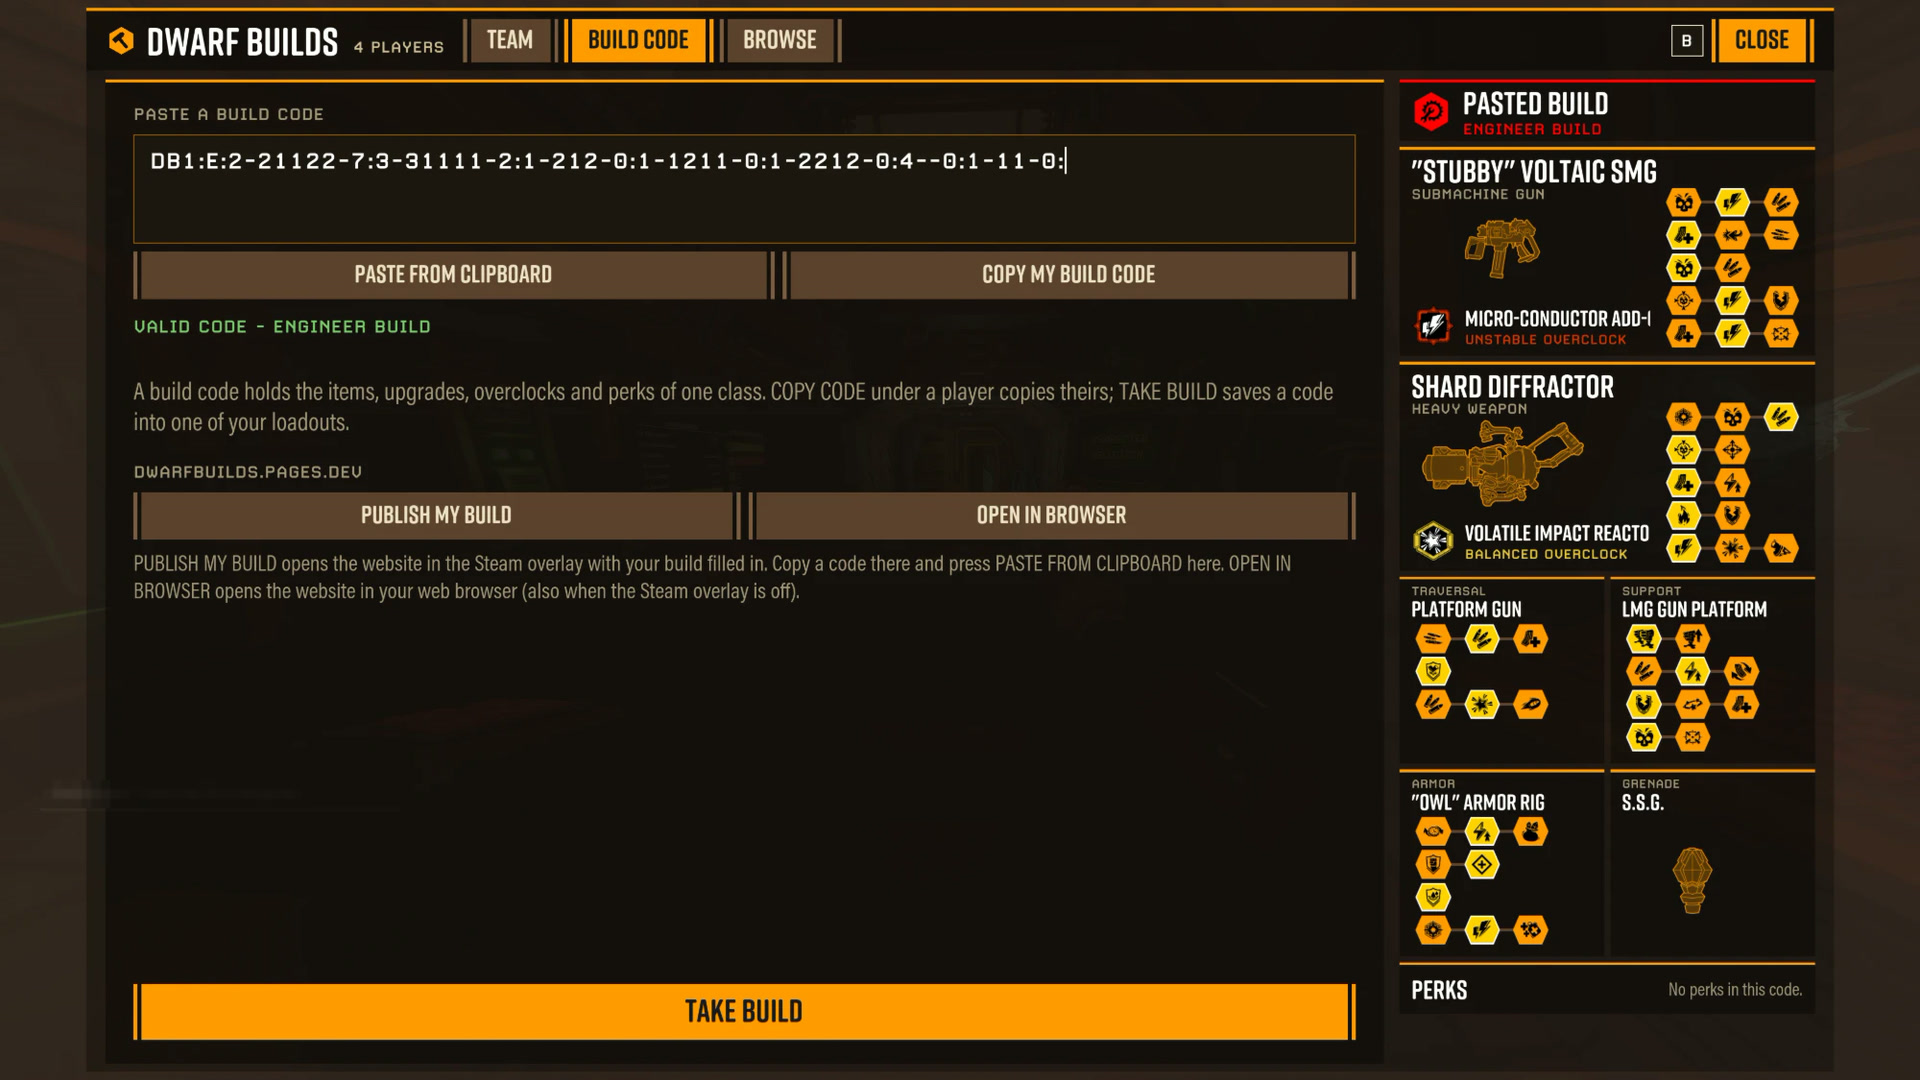 DWARF BUILDS 4 PLAYERS TEAM BUILD CODE BROWSE B CLOSE
PASTE A BUILD CODE
DB1:E:2-21122-7:3-31111-2:1-212-0:1-1211-0:1-2212-0:4--0:1-11-0:
PASTE FROM CLIPBOARD COPY MY BUILD CODE
VALID CODE - ENGINEER BUILD
A build code holds the items, upgrades, overclocks and perks of one class. COPY CODE under a player copies theirs; TAKE BUILD saves a code
into one of your loadouts.
DWARFBUILDS.PAGES.DEV
PUBLISH MY BUILD OPEN IN BROWSER
PUBLISH MY BUILD opens the website in the Steam overlay with your build filled in. Copy a code there and press PASTE FROM CLIPBOARD here. OPEN IN
BROWSER opens the website in your web browser (also when the Steam overlay is off).
TAKE BUILD
PASTED BUILD
ENGINEER BUILD
"STUBBY" VOLTAIC SMG
SUBMACHINE GUN
MICRO-CONDUCTOR ADD-
UNSTABLE OVERCLOCK
SHARD DIFFRACTOR
HEAVY WEAPON
VOLATILE IMPACT REACTO
BALANCED OVERCLOCK
TRAVERSAL
PLATFORM GUN
SUPPORT
LMG GUN PLATFORM
ARMOR
"OWL" ARMOR RIG
GRENADE
S.S.G.
PERKS No perks in this code.